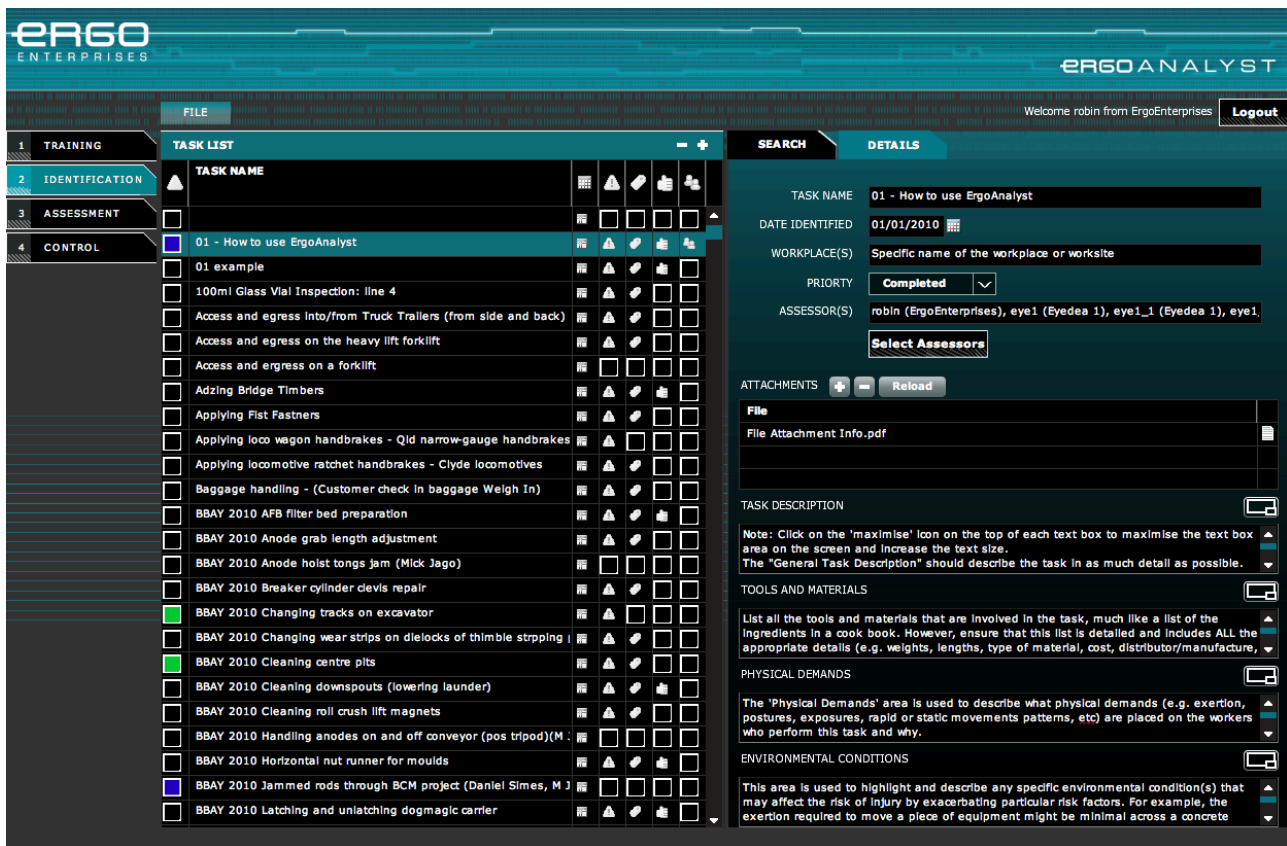 ERGO
ENTERPRISES
ERGOANALYST
FILE
Welcome robin from ErgoEnterprises
Logout
1 TRAINING
2 IDENTIFICATION
3 ASSESSMENT
4 CONTROL
TASK LIST
TASK NAME
01 - How to use ErgoAnalyst
01 example
100ml Glass Vial Inspection: line 4
Access and egress into/from Truck Trailers (from side and back)
Access and egress on the heavy lift forklift
Access and ergress on a forklift
Adzing Bridge Timbers
Applying Fist Fastners
Applying loco wagon handbrakes - Qld narrow-gauge handbrakes
Applying locomotive ratchet handbrakes - Clyde locomotives
Baggage handling - (Customer check in baggage Weigh In)
BBAY 2010 AFB filter bed preparation
BBAY 2010 Anode grab length adjustment
BBAY 2010 Anode hoist tongs jam (Mick Jago)
BBAY 2010 Breaker cylinder clevis repair
BBAY 2010 Changing tracks on excavator
BBAY 2010 Changing wear strips on dielocks of thimble strpping
BBAY 2010 Cleaning centre pits
BBAY 2010 Cleaning downspouts (lowering launder)
BBAY 2010 Cleaning roll crush lift magnets
BBAY 2010 Handling anodes on and off conveyor (pos tripod)(M J
BBAY 2010 Horizontal nut runner for moulds
BBAY 2010 Jammed rods through BCM project (Daniel Simes, M J
BBAY 2010 Latching and unlatching dogmagic carrier
SEARCH
DETAILS
TASK NAME 01 - How to use ErgoAnalyst
DATE IDENTIFIED 01/01/2010
WORKPLACE(S) Specific name of the workplace or worksite
PRIORTY Completed
ASSESSOR(S) robin (ErgoEnterprises), eye1 (Eyedea 1), eye1_1 (Eyedea 1), eye1_
Select Assessors
ATTACHMENTS + - Reload
File
File Attachment Info.pdf
TASK DESCRIPTION
Note: Click on the 'maximise' icon on the top of each text box to maximise the text box
area on the screen and increase the text size.
The "General Task Description" should describe the task in as much detail as possible.
TOOLS AND MATERIALS
List all the tools and materials that are involved in the task, much like a list of the
ingredients in a cook book. However, ensure that this list is detailed and includes ALL the
appropriate details (e.g. weights, lengths, type of material, cost, distributor/manufacture,
PHYSICAL DEMANDS
The 'Physical Demands' area is used to describe what physical demands (e.g. exertion,
postures, exposures, rapid or static movements patterns, etc) are placed on the workers
who perform this task and why.
ENVIRONMENTAL CONDITIONS
This area is used to highlight and describe any specific environmental condition(s) that
may affect the risk of injury by exacerbating particular risk factors. For example, the
exertion required to move a piece of equipment might be minimal across a concrete